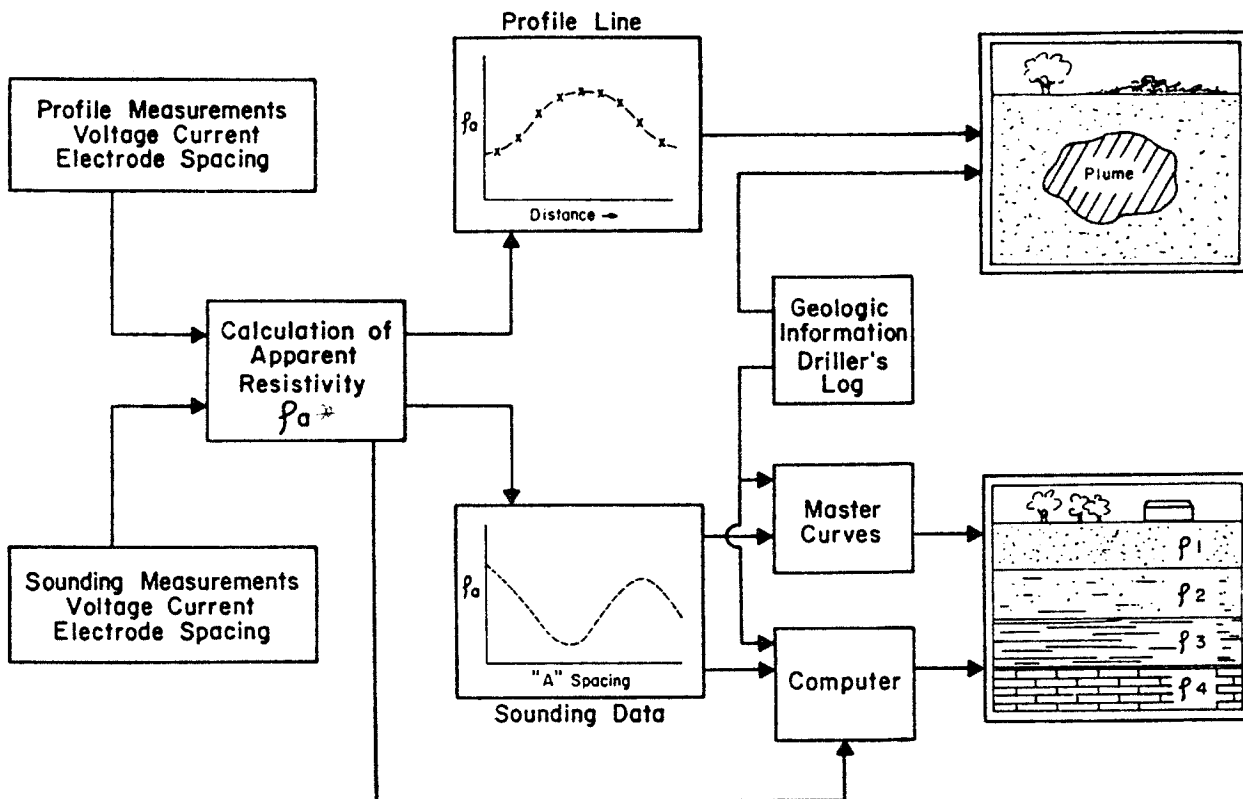 Profile Measurements
Voltage Current
Electrode Spacing
Profile Line
ρa
Distance →
Plume
Calculation of
Apparent
Resistivity
ρa*
Geologic
Information
Driller's
Log
Sounding Measurements
Voltage Current
Electrode Spacing
ρa
"A" Spacing
Sounding Data
Master
Curves
Computer
ρ1
ρ2
ρ3
ρ4